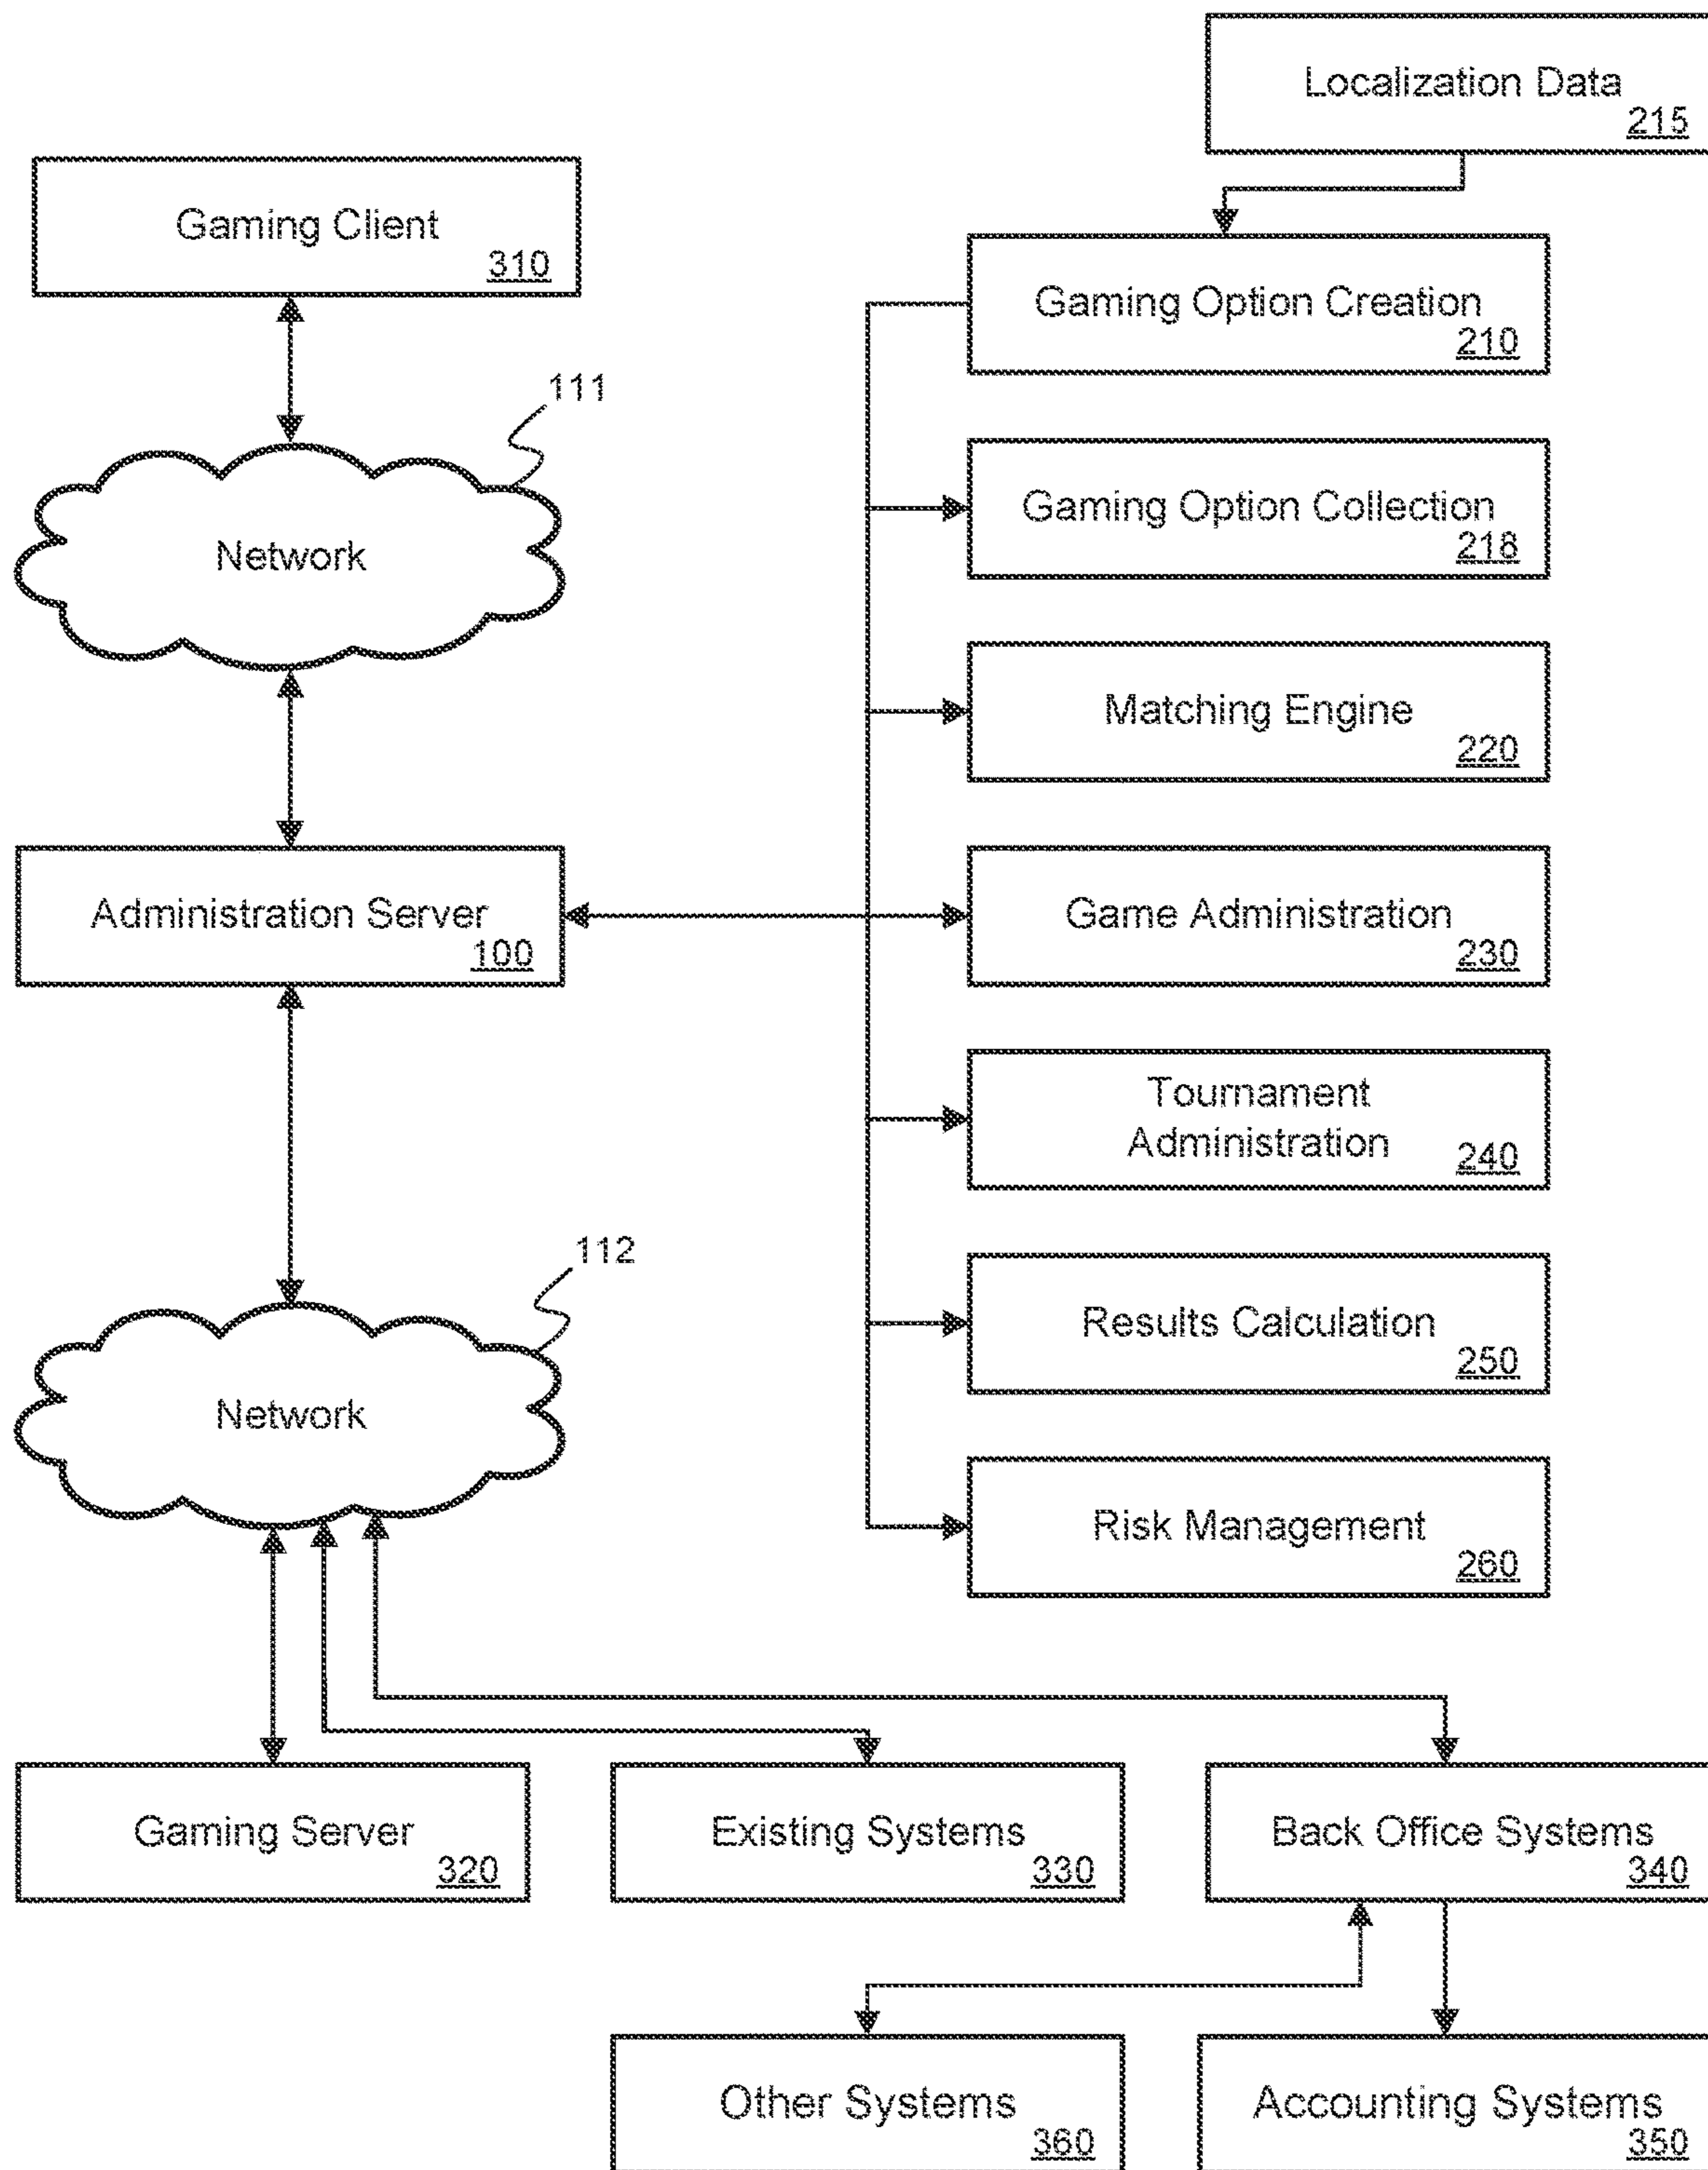 Localization Data
215
Gaming Client
310
Gaming Option Creation
210
111
Gaming Option Collection
218
Network
Matching Engine
220
Administration Server
100
Game Administration
230
Tournament
Administration
240
112
Results Calculation
250
Network
Risk Management
260
Gaming Server
320
Existing Systems
330
Back Office Systems
340
Other Systems
360
Accounting Systems
350